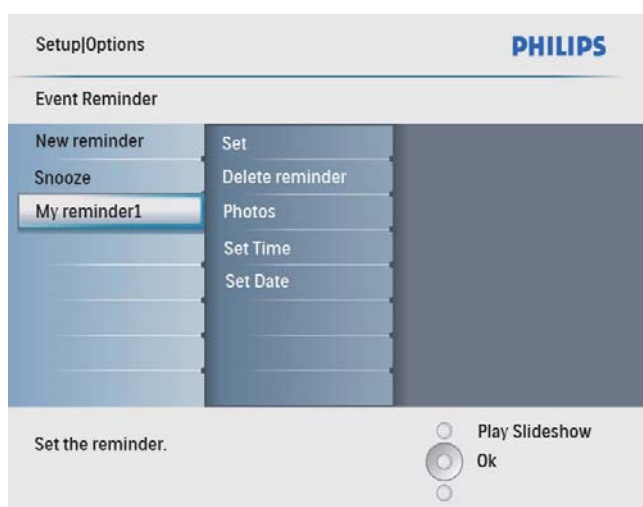 Setup|Options
PHILIPS
Event Reminder
New reminder
Snooze
My reminder1
Set
Delete reminder
Photos
Set Time
Set Date
Set the reminder.
Play Slideshow
Ok